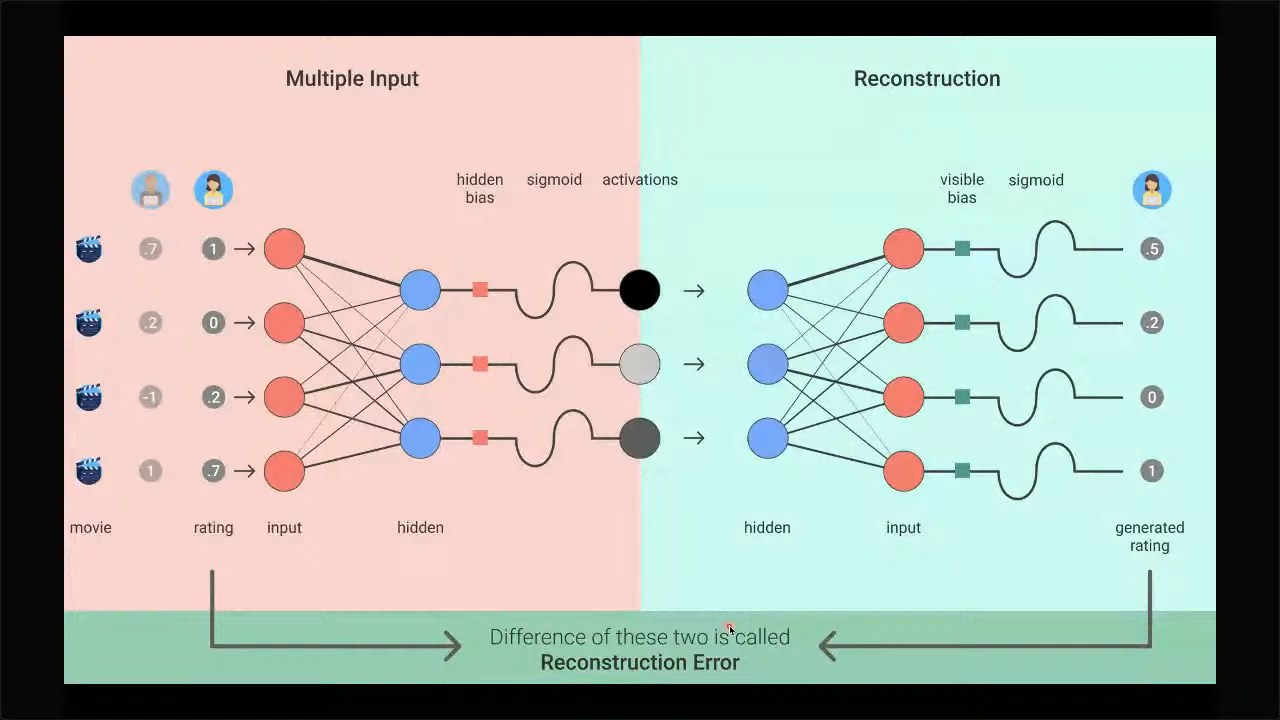 Multiple Input
Reconstruction
hidden
bias
sigmoid
activations
visible
bias
sigmoid
.7
1
.5
.2
0
.2
-1
.2
0
1
.7
1
movie
rating
input
hidden
hidden
input
generated
rating
Difference of these two is called
Reconstruction Error